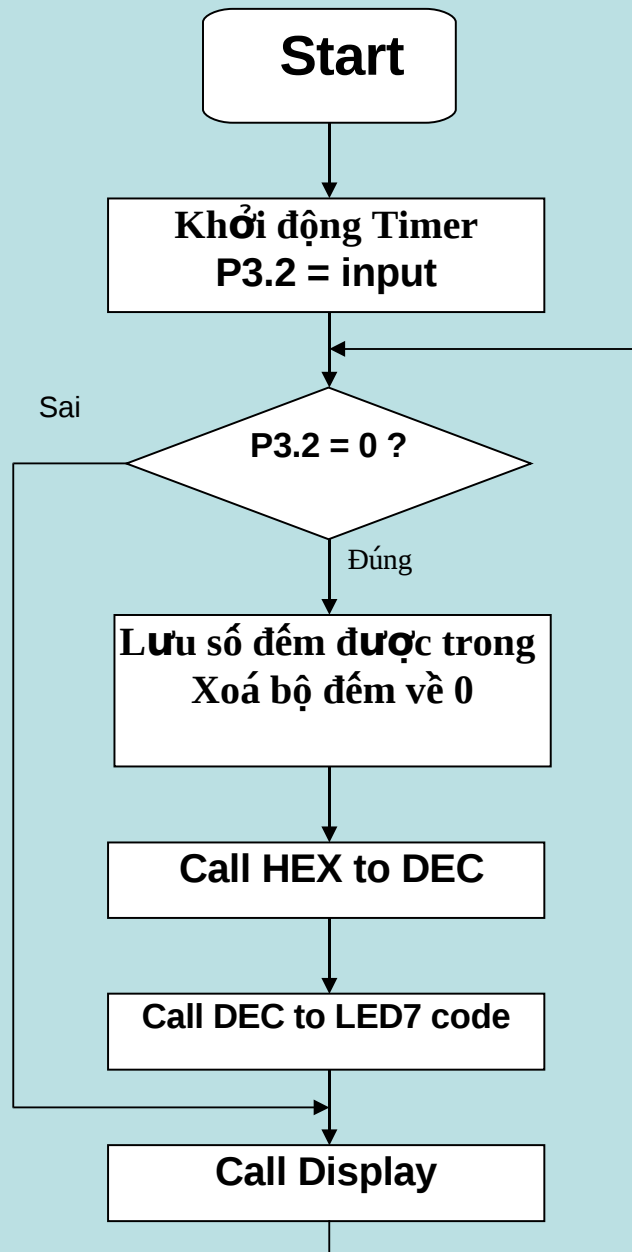 Start
Khởi động Timer
P3.2 = input
Sai
P3.2 = 0 ?
Đúng
Lưu số đếm được trong
Xoá bộ đếm về 0
Call HEX to DEC
Call DEC to LED7 code
Call Display